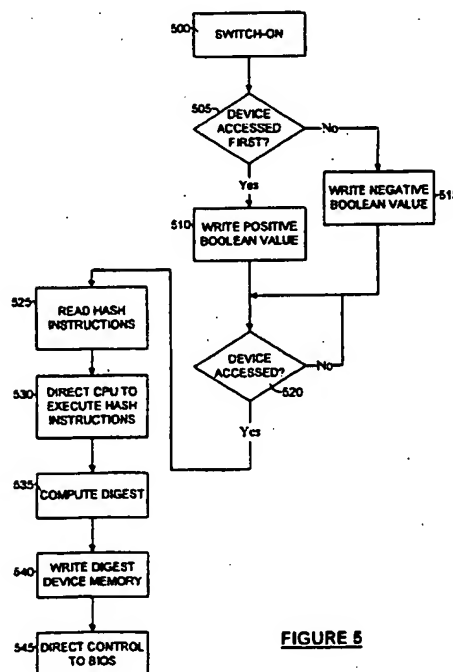 500
SWITCH-ON
505
DEVICE
ACCESSED
FIRST?
No
Yes
510
WRITE POSITIVE
BOOLEAN VALUE
WRITE NEGATIVE
BOOLEAN VALUE
525
READ HASH
INSTRUCTIONS
DEVICE
ACCESSED?
No
520
Yes
530
DIRECT CPU TO
EXECUTE HASH
INSTRUCTIONS
535
COMPUTE DIGEST
540
WRITE DIGEST
DEVICE MEMORY
545
DIRECT CONTROL
TO BIOS
FIGURE 5